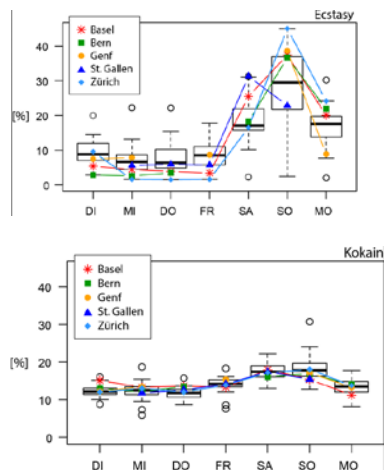 Ecstasy
Basel
Bern
Genf
St. Gallen
Zürich
40
30
[%] 20
10
0
DI MI DO FR SA SO MO
Kokain
Basel
Bern
Genf
St. Gallen
Zürich
40
30
[%] 20
10
0
DI MI DO FR SA SO MO